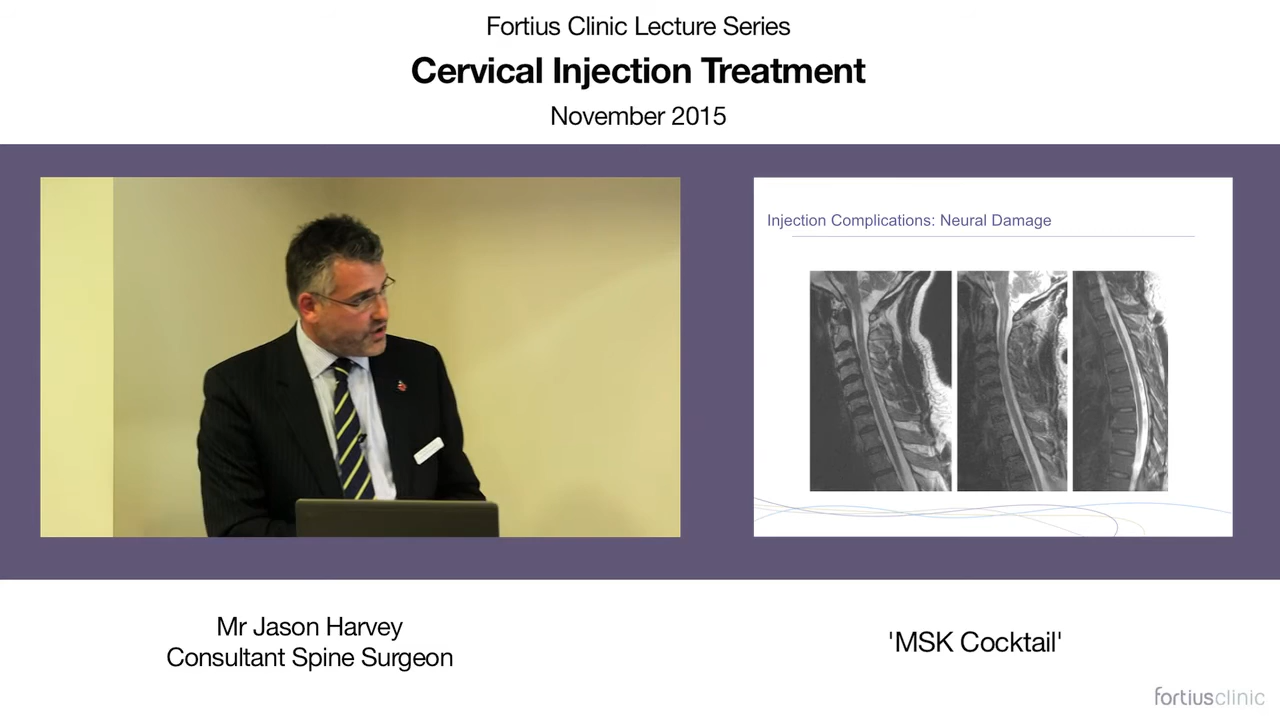 Fortius Clinic Lecture Series
Cervical Injection Treatment
November 2015
Injection Complications: Neural Damage
Mr Jason Harvey
Consultant Spine Surgeon
'MSK Cocktail'
fortiusclinic